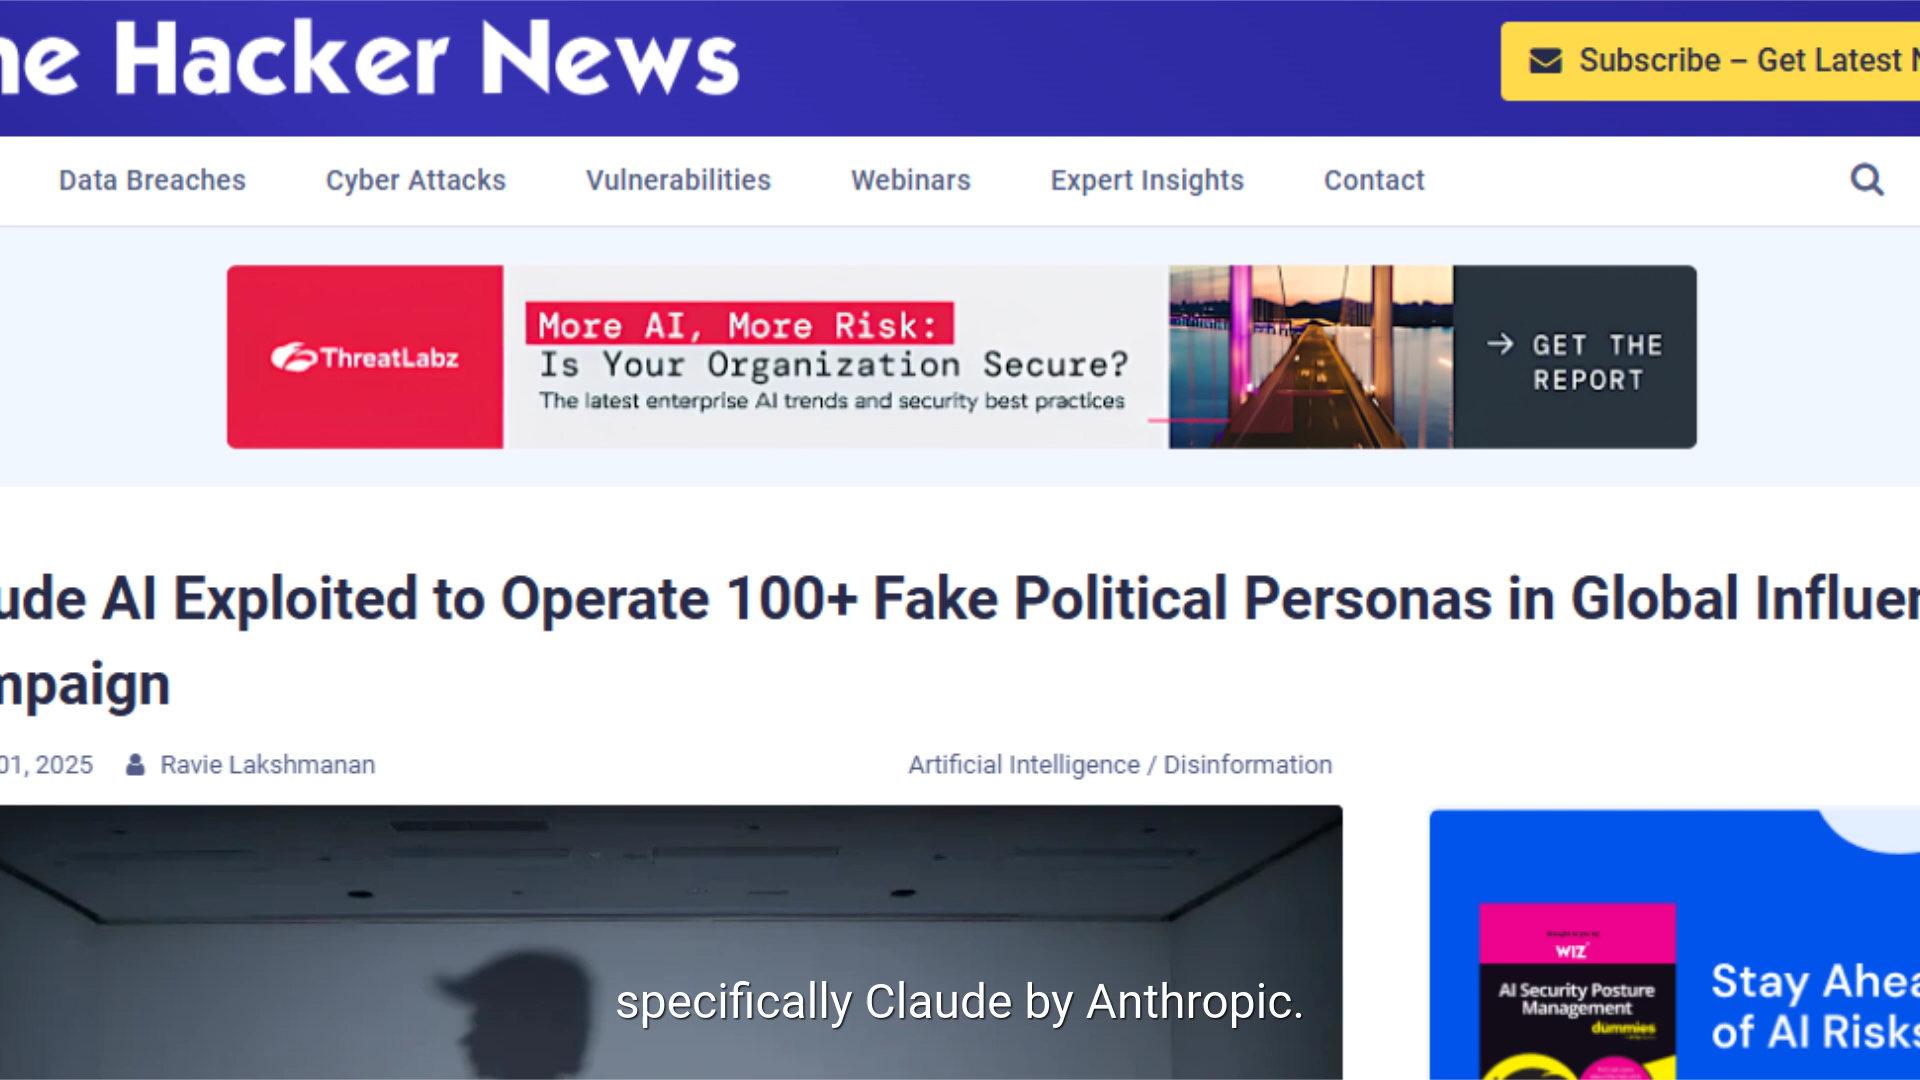 ne Hacker News
Subscribe – Get Latest N
Data Breaches
Cyber Attacks
Vulnerabilities
Webinars
Expert Insights
Contact
ThreatLabz
More AI, More Risk:
Is Your Organization Secure?
The latest enterprise AI trends and security best practices
→ GET THE
REPORT
ude AI Exploited to Operate 100+ Fake Political Personas in Global Influen
mpaign
01, 2025
Ravie Lakshmanan
Artificial Intelligence / Disinformation
WIZ
AI Security Posture
Management
dummies
Stay Ahea
of AI Risks
specifically Claude by Anthropic.